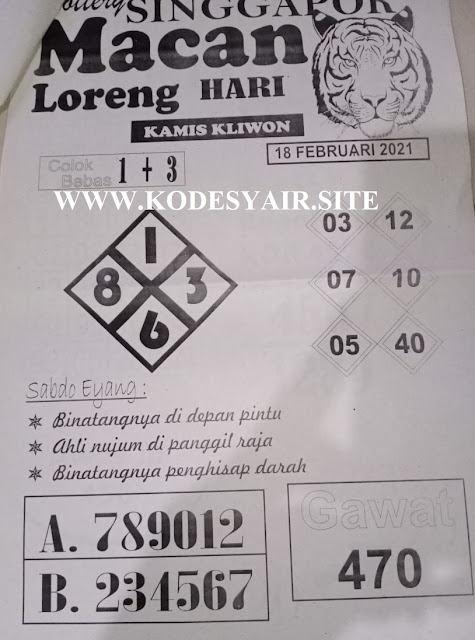 Lottery SINGGAPOR
Macan
Loreng HARI
KAMIS KLIWON
18 FEBRUARI 2021
Colok Bebas 1 + 3
WWW.KODESYAIR.SITE
03 12
1
8 3
6
07 10
05 40
Sabdo Eyang :
Binatangnya di depan pintu
Ahli nujum di panggil raja
Binatangnya penghisap darah
A. 789012
B. 234567
Gawat
470